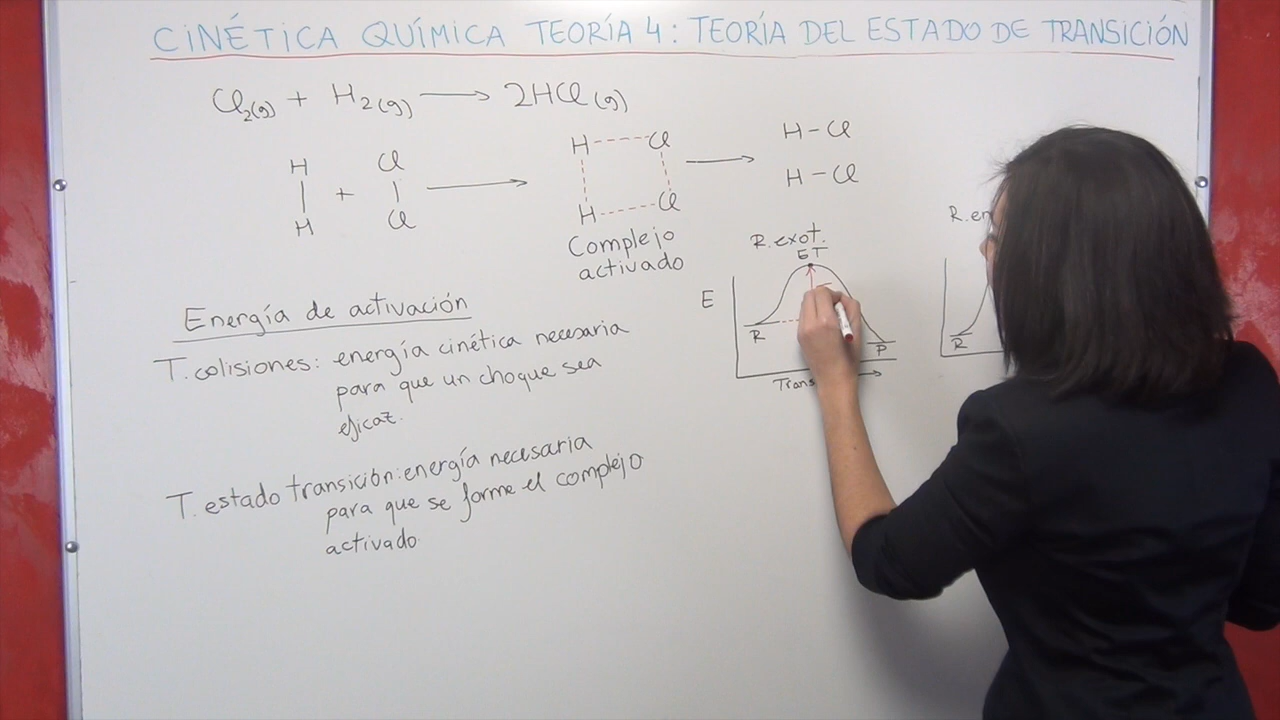 CINÉTICA QUÍMICA TEORÍA 4: TEORÍA DEL ESTADO DE TRANSICIÓN
Cl2(g) + H2(g) → 2HCl(g)
H Cl H Cl H-Cl
+ → →
H Cl H Cl H-Cl
Complejo
activado
R. exot.
ET
E
R
P
R
Energía de activación
T. colisiones: energía cinética necesaria
para que un choque sea
eficaz.
T. estado transición: energía necesaria
para que se forme el complejo
activado.